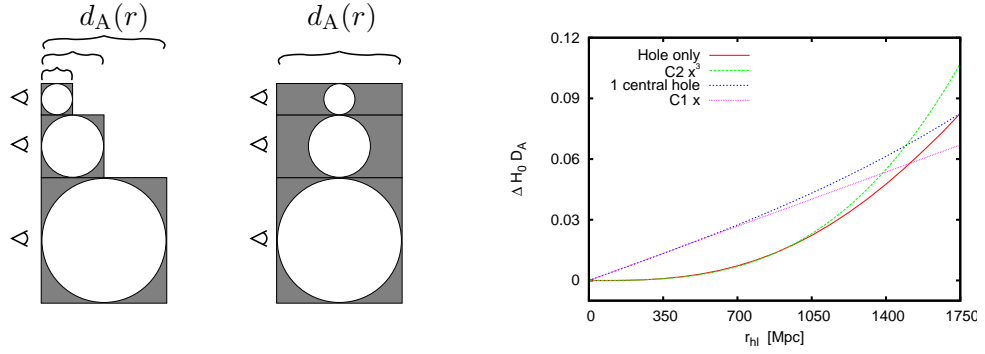 d_A(r)
d_A(r)
Hole only
C2 x^3
1 central hole
C1 x
0.12
0.09
0.06
0.03
0
Δ H_0 D_A
0 350 700 1050 1400 1750
r_hl [Mpc]